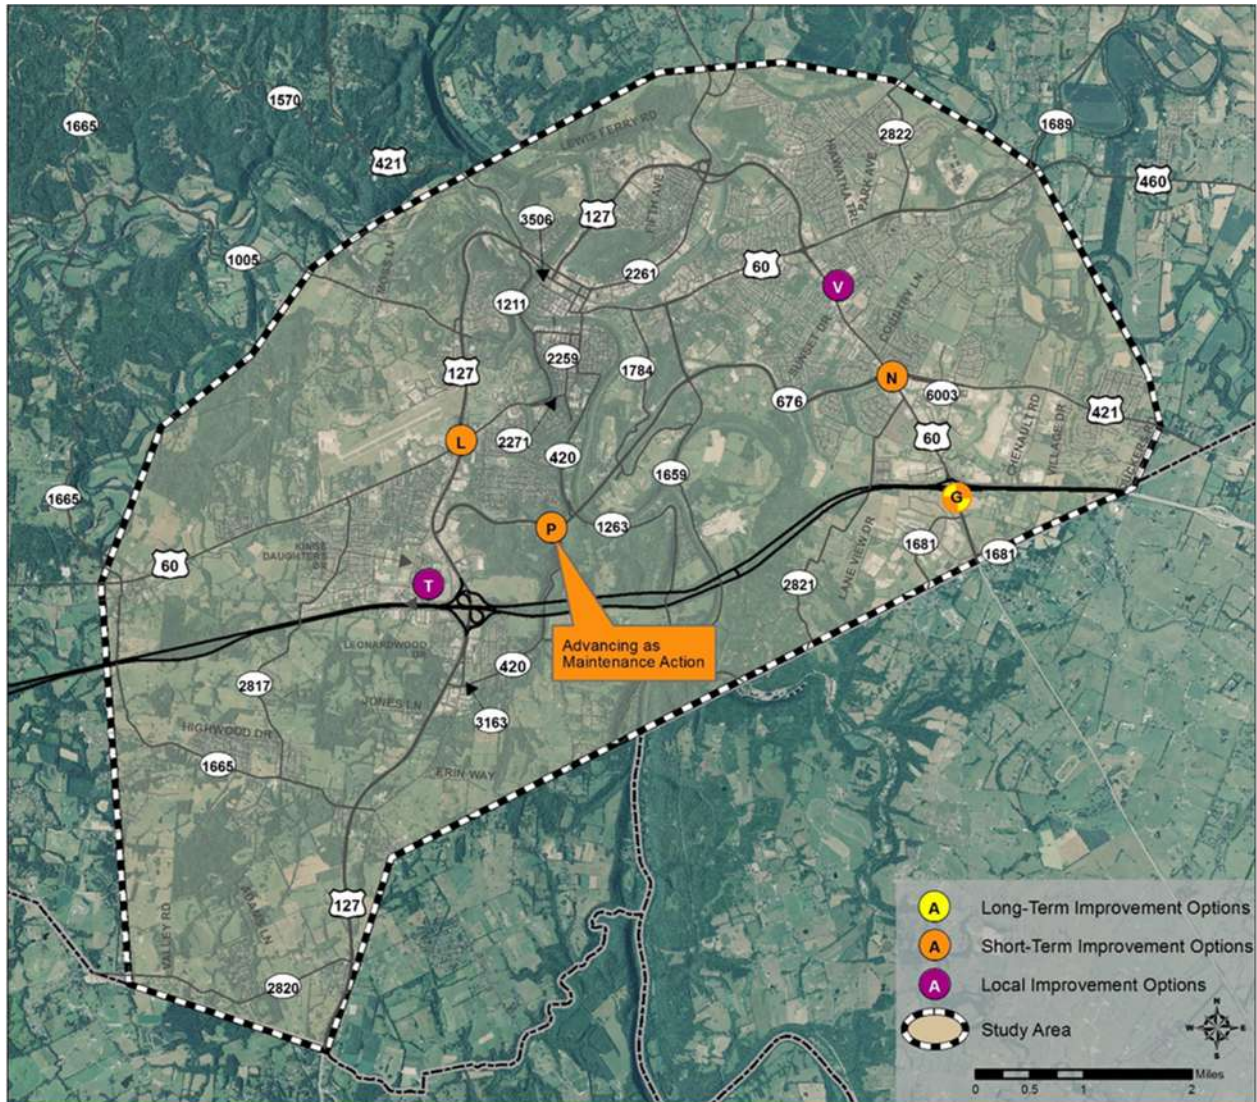 1570
1665
1689
2822
421
LEWIS FERRY RD
460
HIAWATHA TRL
PARK AVE
FIFTH AVE
3506
127
1005
2261
60
V
1211
COUNTRY LN
SUNSET DR
2259
1784
127
N
676
6003
421
L
2271
60
CHENAULT RD
VILLAGE DR
420
1659
1665
G
P
1263
1681
1681
KINGS
DAUGHTERS
60
T
2821
LANE VIEW DR
Advancing as
Maintenance Action
LEONARDWOOD
DR
420
2817
JONES LN
3163
HIGHWOOD DR
1665
ERIN WAY
127
VALLEY RD
ADAMS LN
2820
A Long-Term Improvement Options
A Short-Term Improvement Options
A Local Improvement Options
Study Area
N
W E
S
Miles
0 0.5 1 2